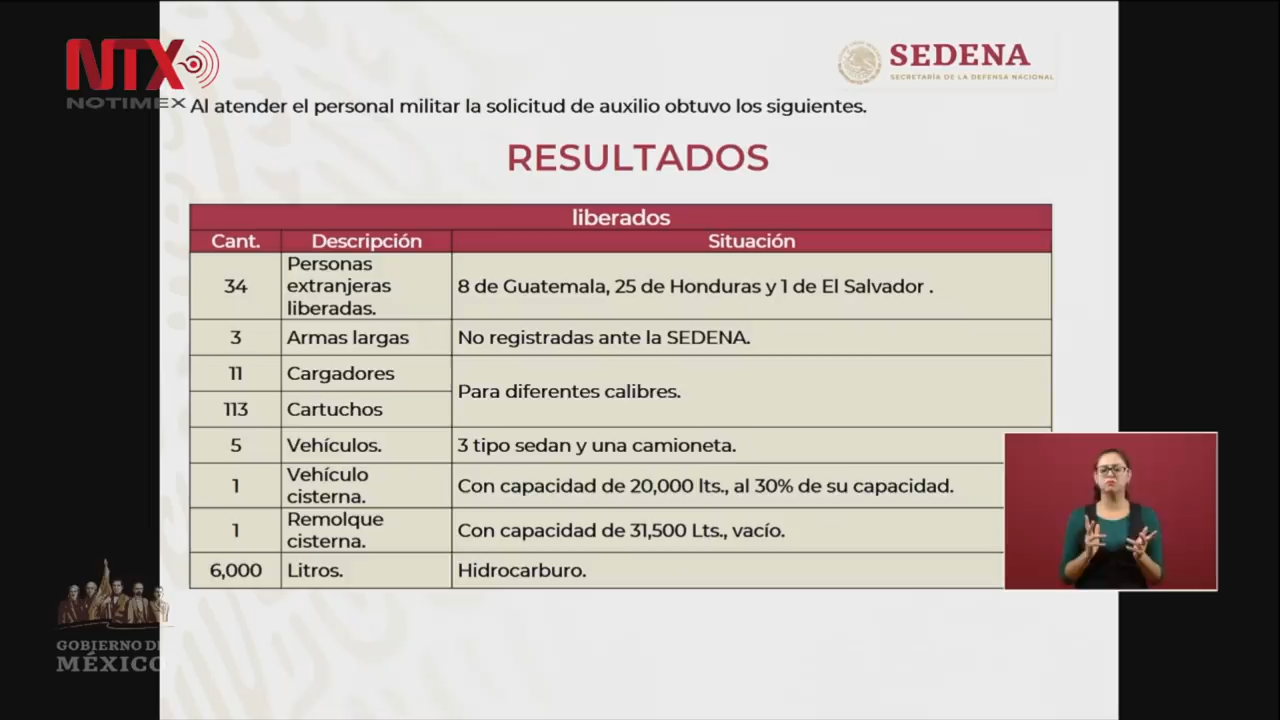 NTX
NOTIMEX
SEDENA
SECRETARÍA DE LA DEFENSA NACIONAL
Al atender el personal militar la solicitud de auxilio obtuvo los siguientes.
RESULTADOS
liberados
Cant. Descripción Situación
34 Personas extranjeras liberadas. 8 de Guatemala, 25 de Honduras y 1 de El Salvador .
3 Armas largas No registradas ante la SEDENA.
11 Cargadores Para diferentes calibres.
113 Cartuchos
5 Vehículos. 3 tipo sedan y una camioneta.
1 Vehículo cisterna. Con capacidad de 20,000 lts., al 30% de su capacidad.
1 Remolque cisterna. Con capacidad de 31,500 Lts., vacío.
6,000 Litros. Hidrocarburo.
GOBIERNO DE
MÉXICO